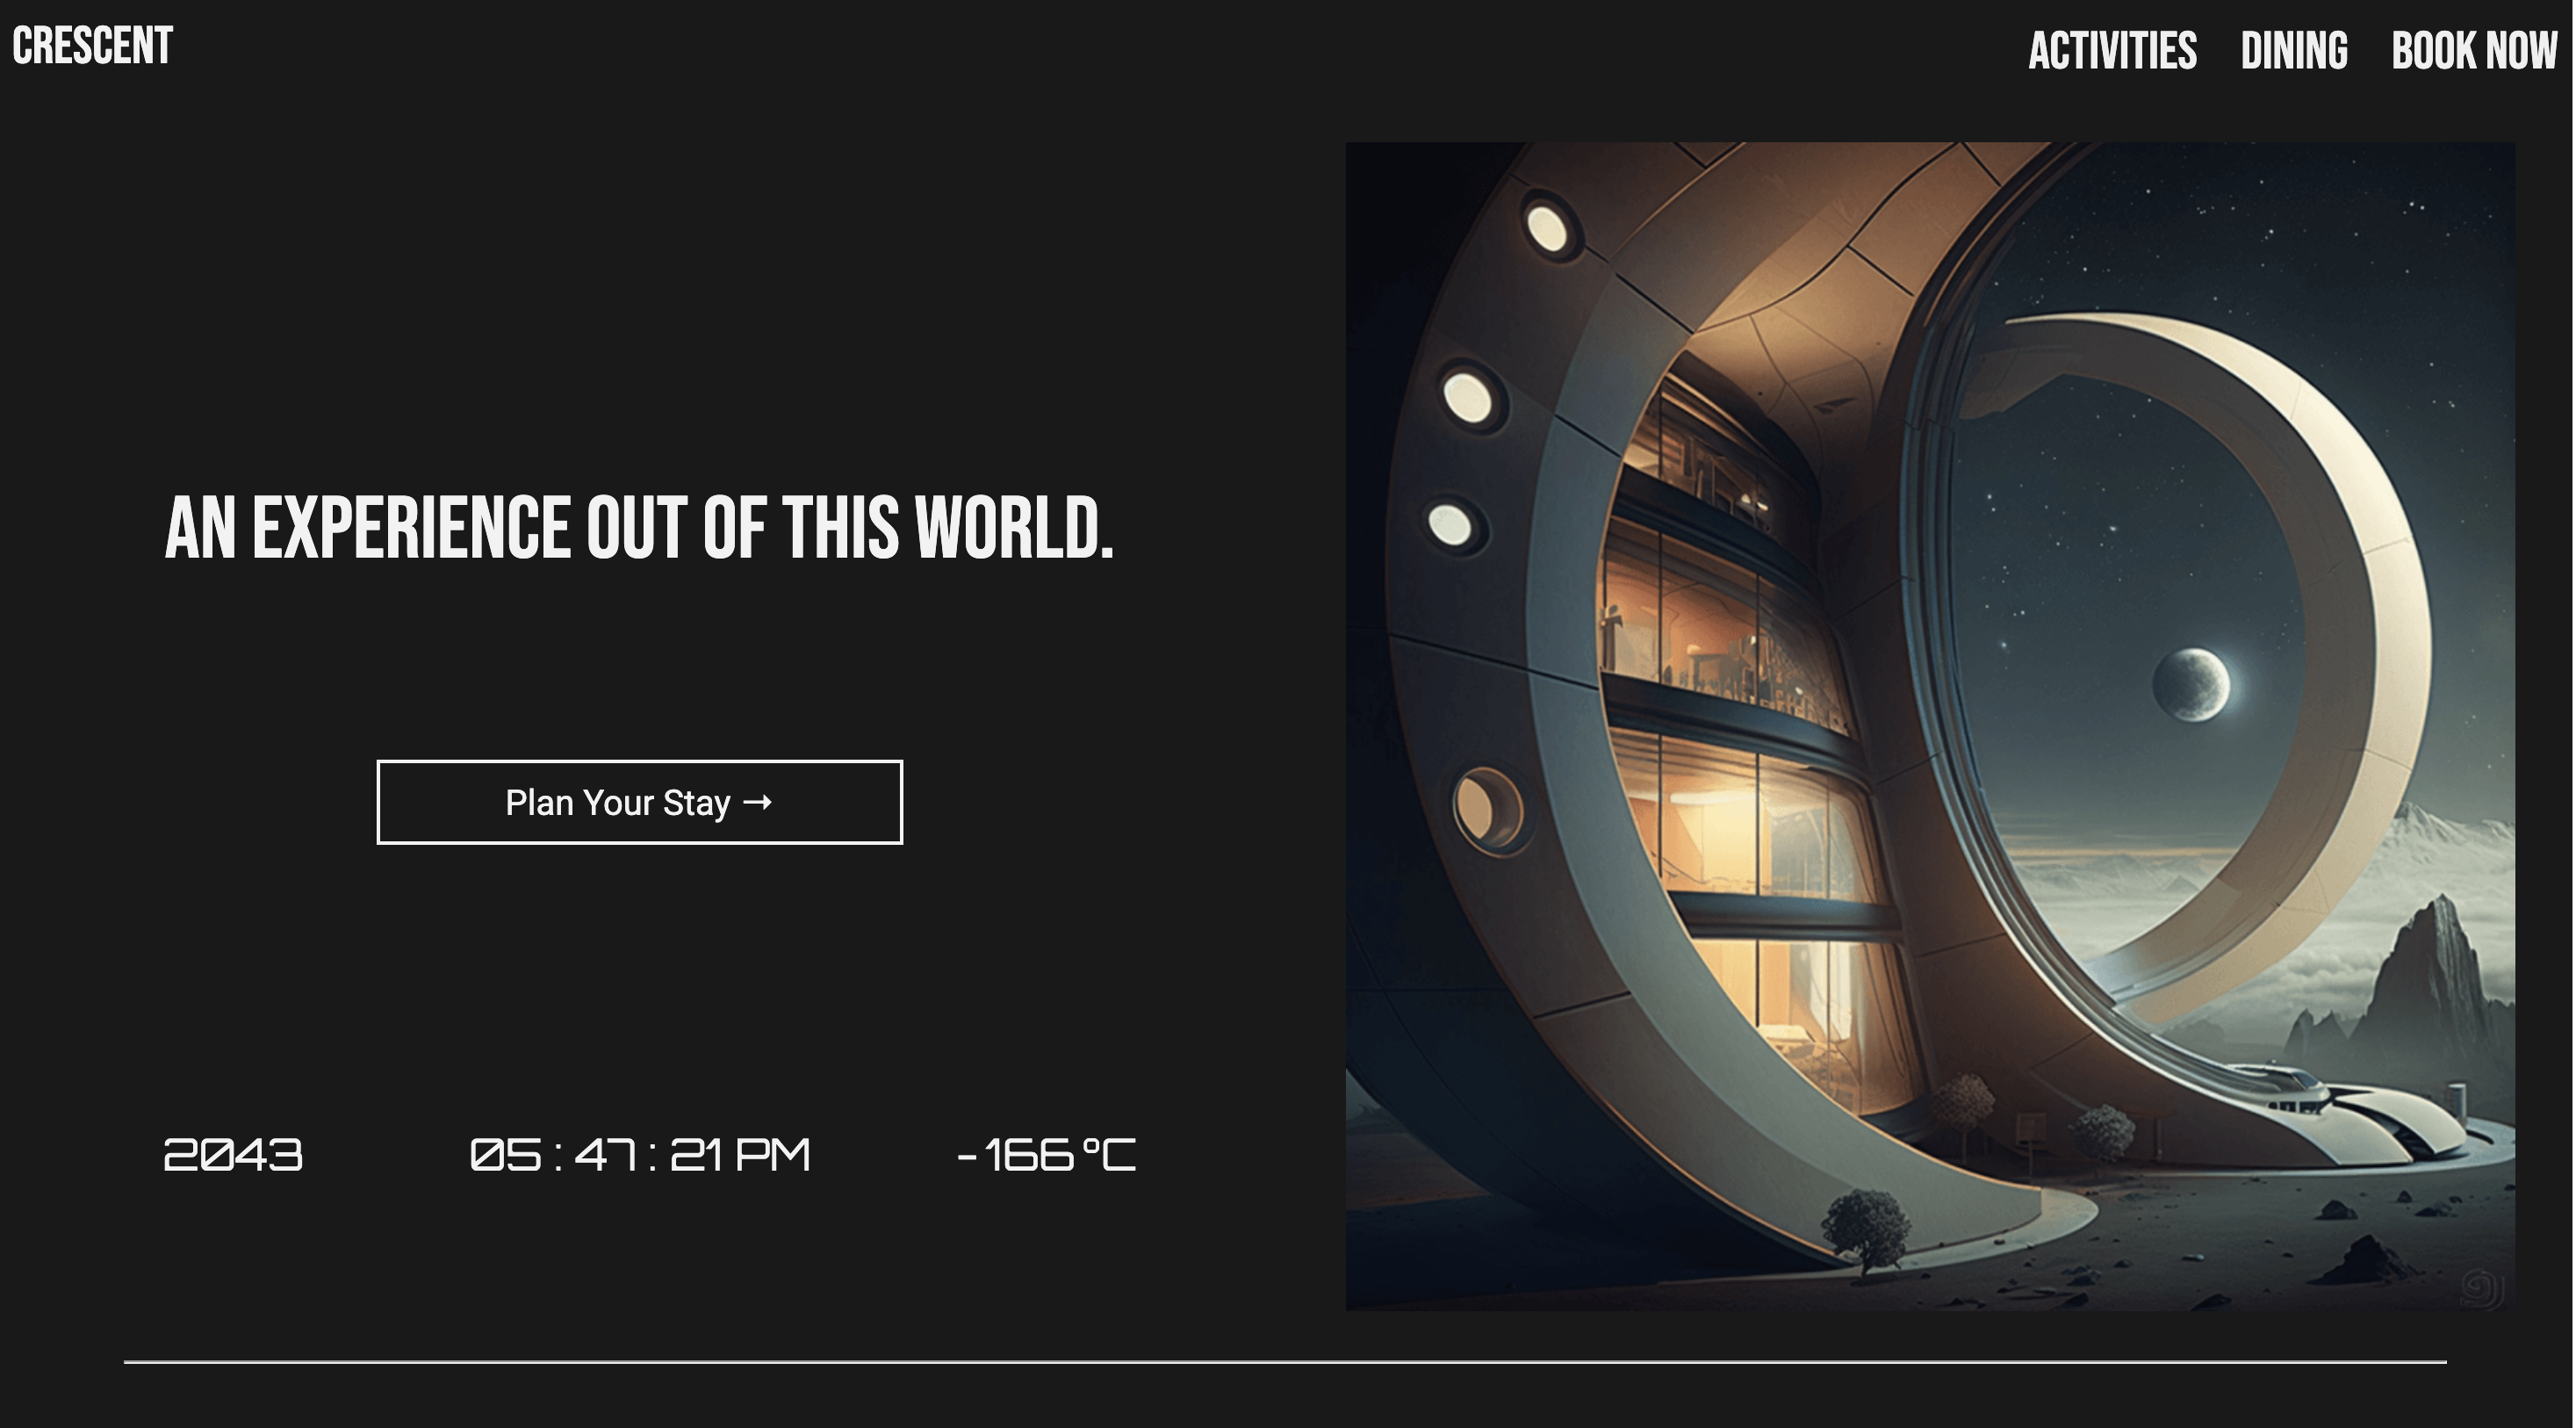 CRESCENT
ACTIVITIES DINING BOOK NOW
AN EXPERIENCE OUT OF THIS WORLD.
Plan Your Stay →
2043 05 : 47 : 21 PM -166 °C